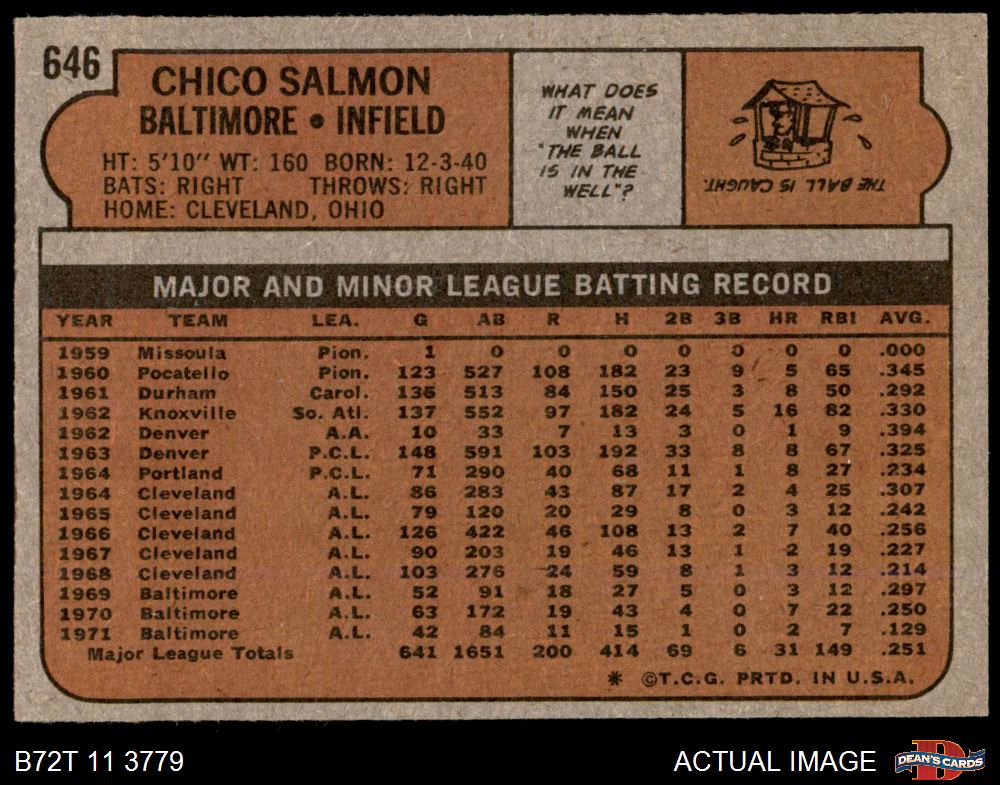 646
CHICO SALMON
BALTIMORE • INFIELD
HT: 5'10" WT: 160 BORN: 12-3-40
BATS: RIGHT THROWS: RIGHT
HOME: CLEVELAND, OHIO
WHAT DOES
IT MEAN
WHEN
"THE BALL
IS IN THE
WELL"?
THE BALL IS CAUGHT.
MAJOR AND MINOR LEAGUE BATTING RECORD
YEAR TEAM LEA. G AB R H 2B 3B HR RBI AVG.
1959 Missoula Pion. 1 0 0 0 0 0 0 0 .000
1960 Pocatello Pion. 123 527 108 182 23 9 5 65 .345
1961 Durham Carol. 136 513 84 150 25 3 8 50 .292
1962 Knoxville So. Atl. 137 552 97 182 24 5 16 82 .330
1962 Denver A.A. 10 33 7 13 3 0 1 9 .394
1963 Denver P.C.L. 148 591 103 192 33 8 8 67 .325
1964 Portland P.C.L. 71 290 40 68 11 1 8 27 .234
1964 Cleveland A.L. 86 283 43 87 17 2 4 25 .307
1965 Cleveland A.L. 79 120 20 29 8 0 3 12 .242
1966 Cleveland A.L. 126 422 46 108 13 2 7 40 .256
1967 Cleveland A.L. 90 203 19 46 13 1 2 19 .227
1968 Cleveland A.L. 103 276 24 59 8 1 3 12 .214
1969 Baltimore A.L. 52 91 18 27 5 0 3 12 .297
1970 Baltimore A.L. 63 172 19 43 4 0 7 22 .250
1971 Baltimore A.L. 42 84 11 15 1 0 2 7 .129
Major League Totals 641 1651 200 414 69 6 31 149 .251
* ©T.C.G. PRTD. IN U.S.A.
B72T 11 3779
ACTUAL IMAGE
D
DEAN'S CARDS